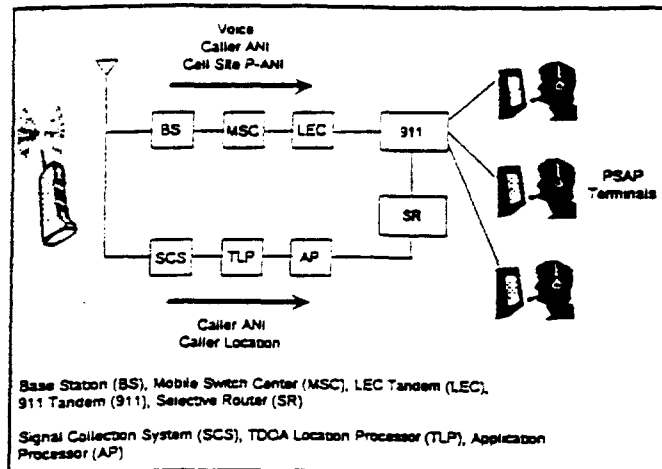 Voice
Caller ANI
Cell Site P-ANI
BS
MSC
LEC
911
PSAP
Terminals
SR
SCS
TLP
AP
Caller ANI
Caller Location
Base Station (BS), Mobile Switch Center (MSC), LEC Tandem (LEC),
911 Tandem (911), Selective Router (SR)
Signal Collection System (SCS), TDOA Location Processor (TLP), Application
Processor (AP)